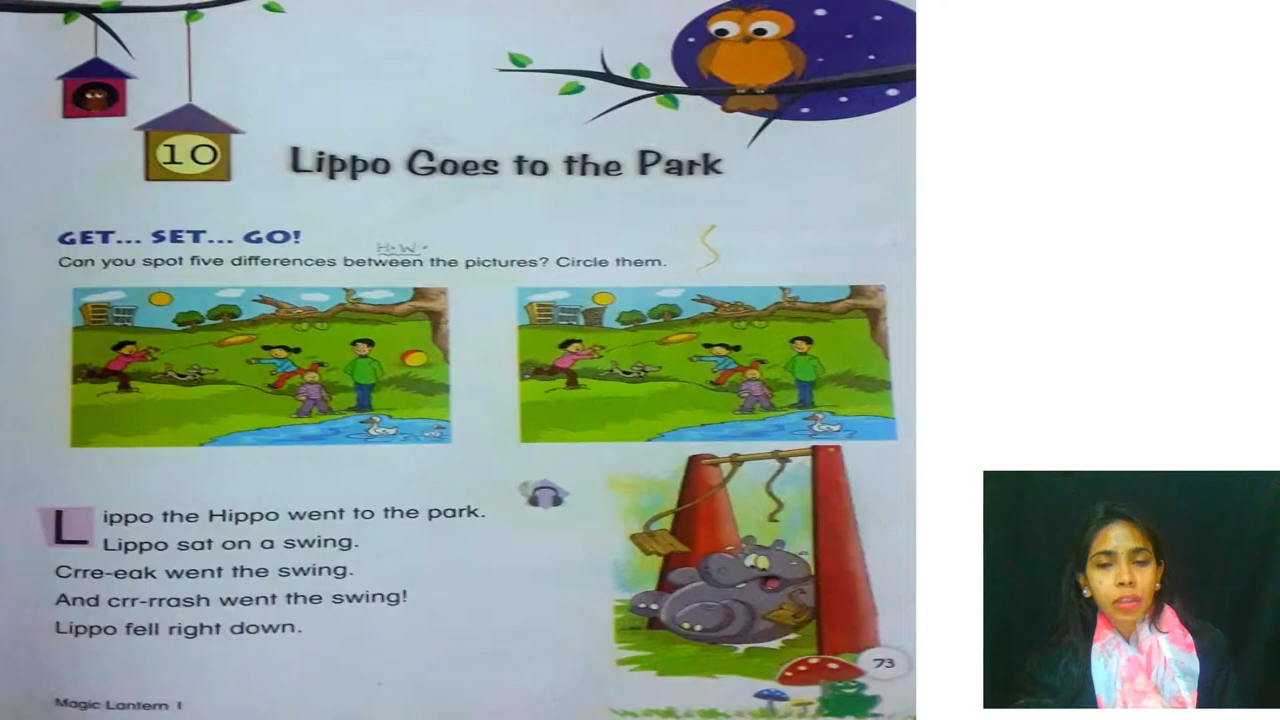 10
Lippo Goes to the Park
GET... SET... GO!
H.W.
Can you spot five differences between the pictures? Circle them.
Lippo the Hippo went to the park.
Lippo sat on a swing.
Crre-eak went the swing.
And crr-rrash went the swing!
Lippo fell right down.
73
Magic Lantern 1